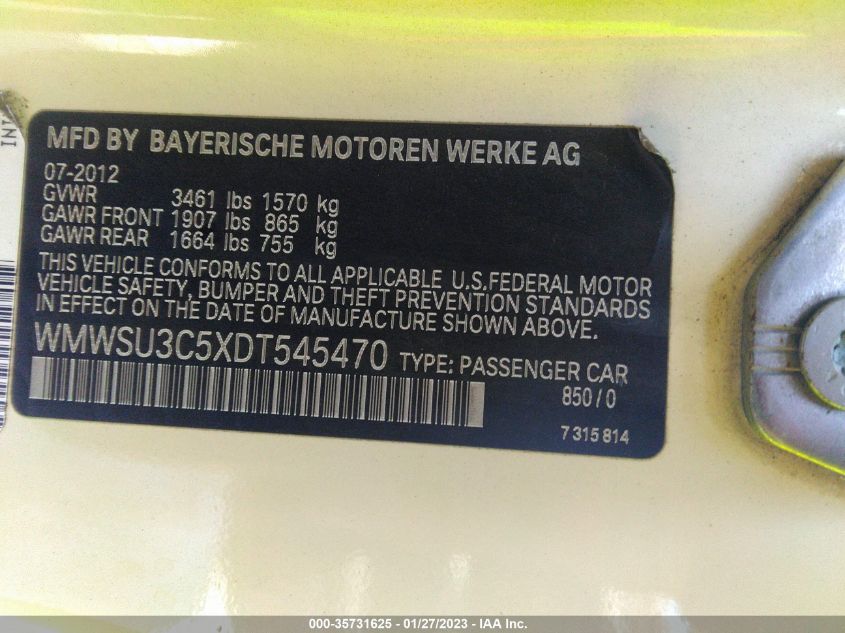 MFD BY BAYERISCHE MOTOREN WERKE AG
07-2012
GVWR 3461 lbs 1570 kg
GAWR FRONT 1907 lbs 865 kg
GAWR REAR 1664 lbs 755 kg
THIS VEHICLE CONFORMS TO ALL APPLICABLE U.S.FEDERAL MOTOR
VEHICLE SAFETY, BUMPER AND THEFT PREVENTION STANDARDS
IN EFFECT ON THE DATE OF MANUFACTURE SHOWN ABOVE.
WMWSU3C5XDT545470 TYPE: PASSENGER CAR
850/0
7 315 814
000-35731625 - 01/27/2023 - IAA Inc.